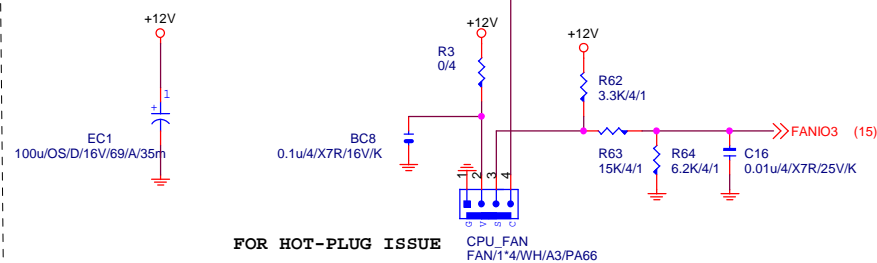 +12V
1
+
EC1
100u/OS/D/16V/69/A/35m
+12V
R3
0/4
BC8
0.1u/4/X7R/16V/K
+12V
R62
3.3K/4/1
FANIO3 (15)
R63
15K/4/1
R64
6.2K/4/1
C16
0.01u/4/X7R/25V/K
1 2 3 4
G V S C
FOR HOT-PLUG ISSUE
CPU_FAN
FAN/1*4/WH/A3/PA66